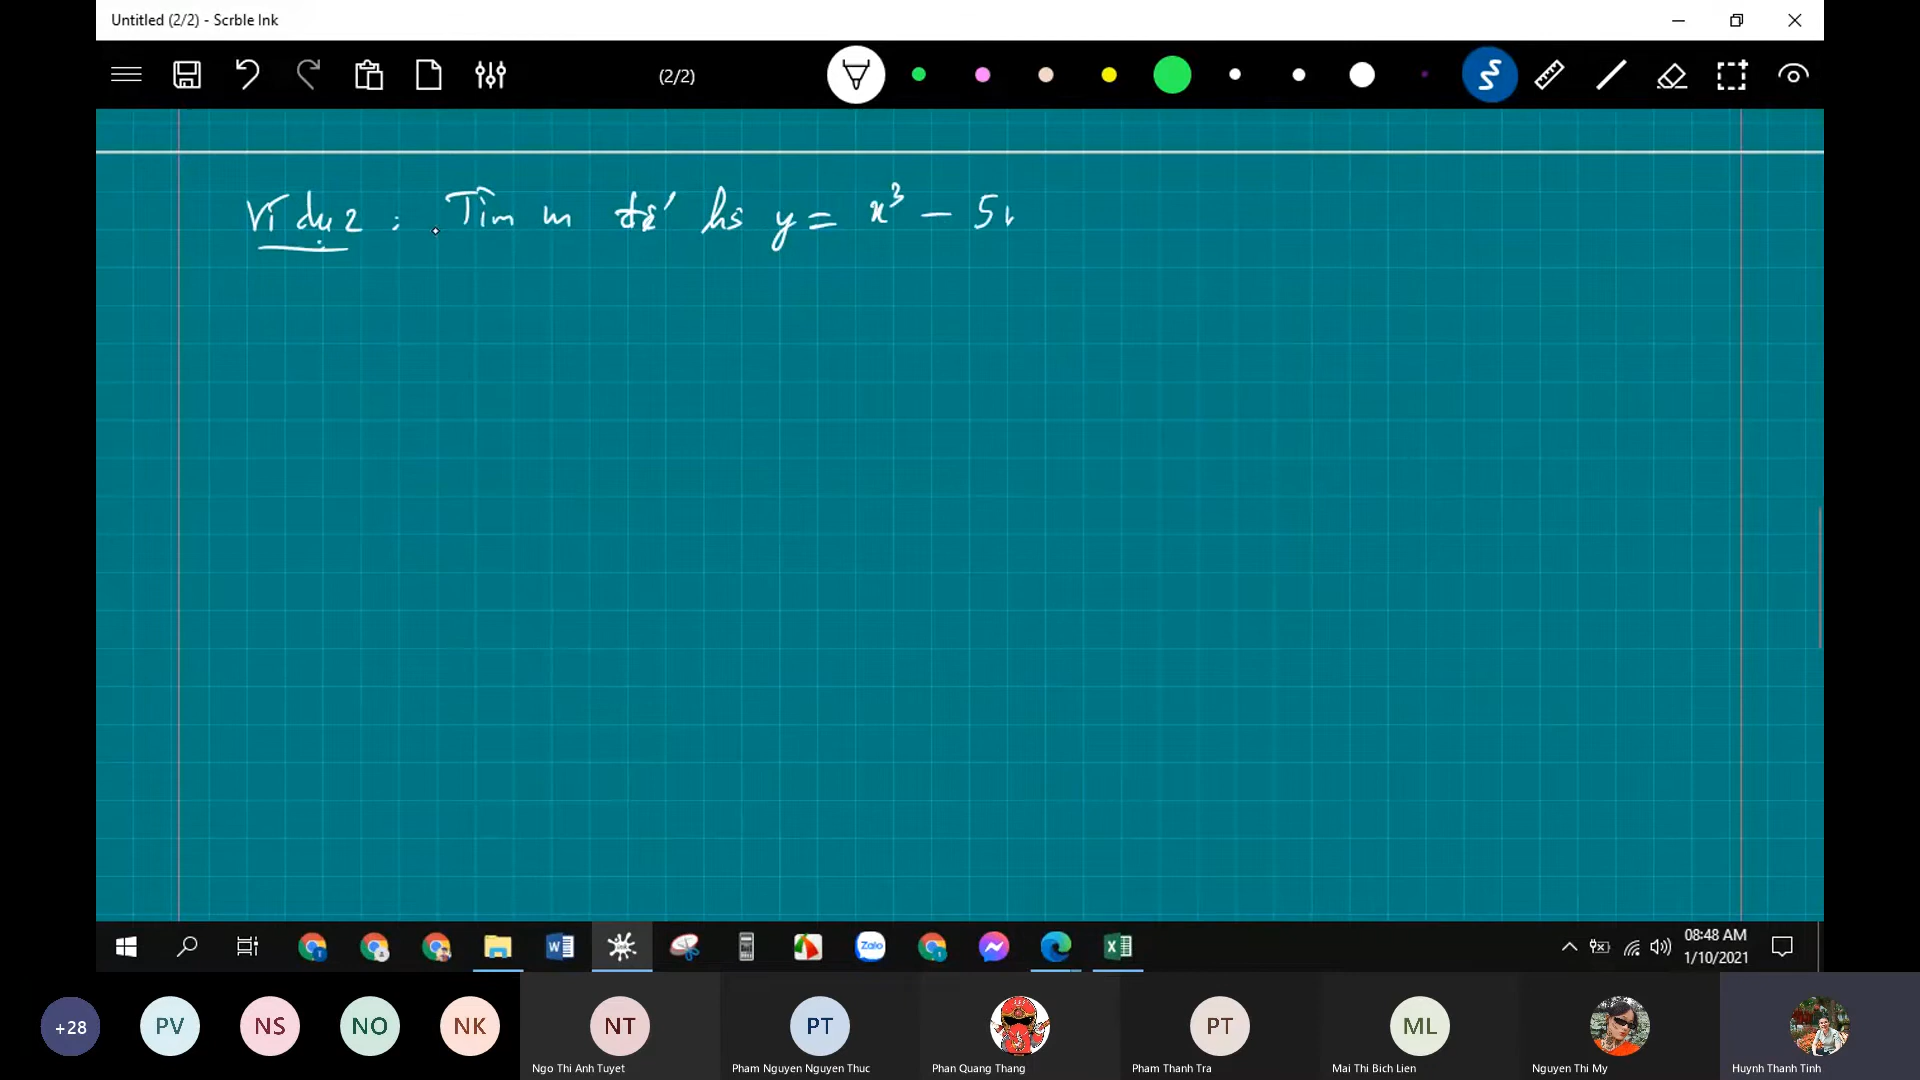 Untitled (2/2) - Scrble Ink
(2/2)
Ví dụ 2 : Tìm m để hs y = x³ - 5
Zalo
08:48 AM
1/10/2021
+28
PV
NS
NO
NK
NT
PT
PT
ML
Ngo Thi Anh Tuyet
Pham Nguyen Nguyen Thuc
Phan Quang Thang
Pham Thanh Tra
Mai Thi Bich Lien
Nguyen Thi My
Huynh Thanh Tinh